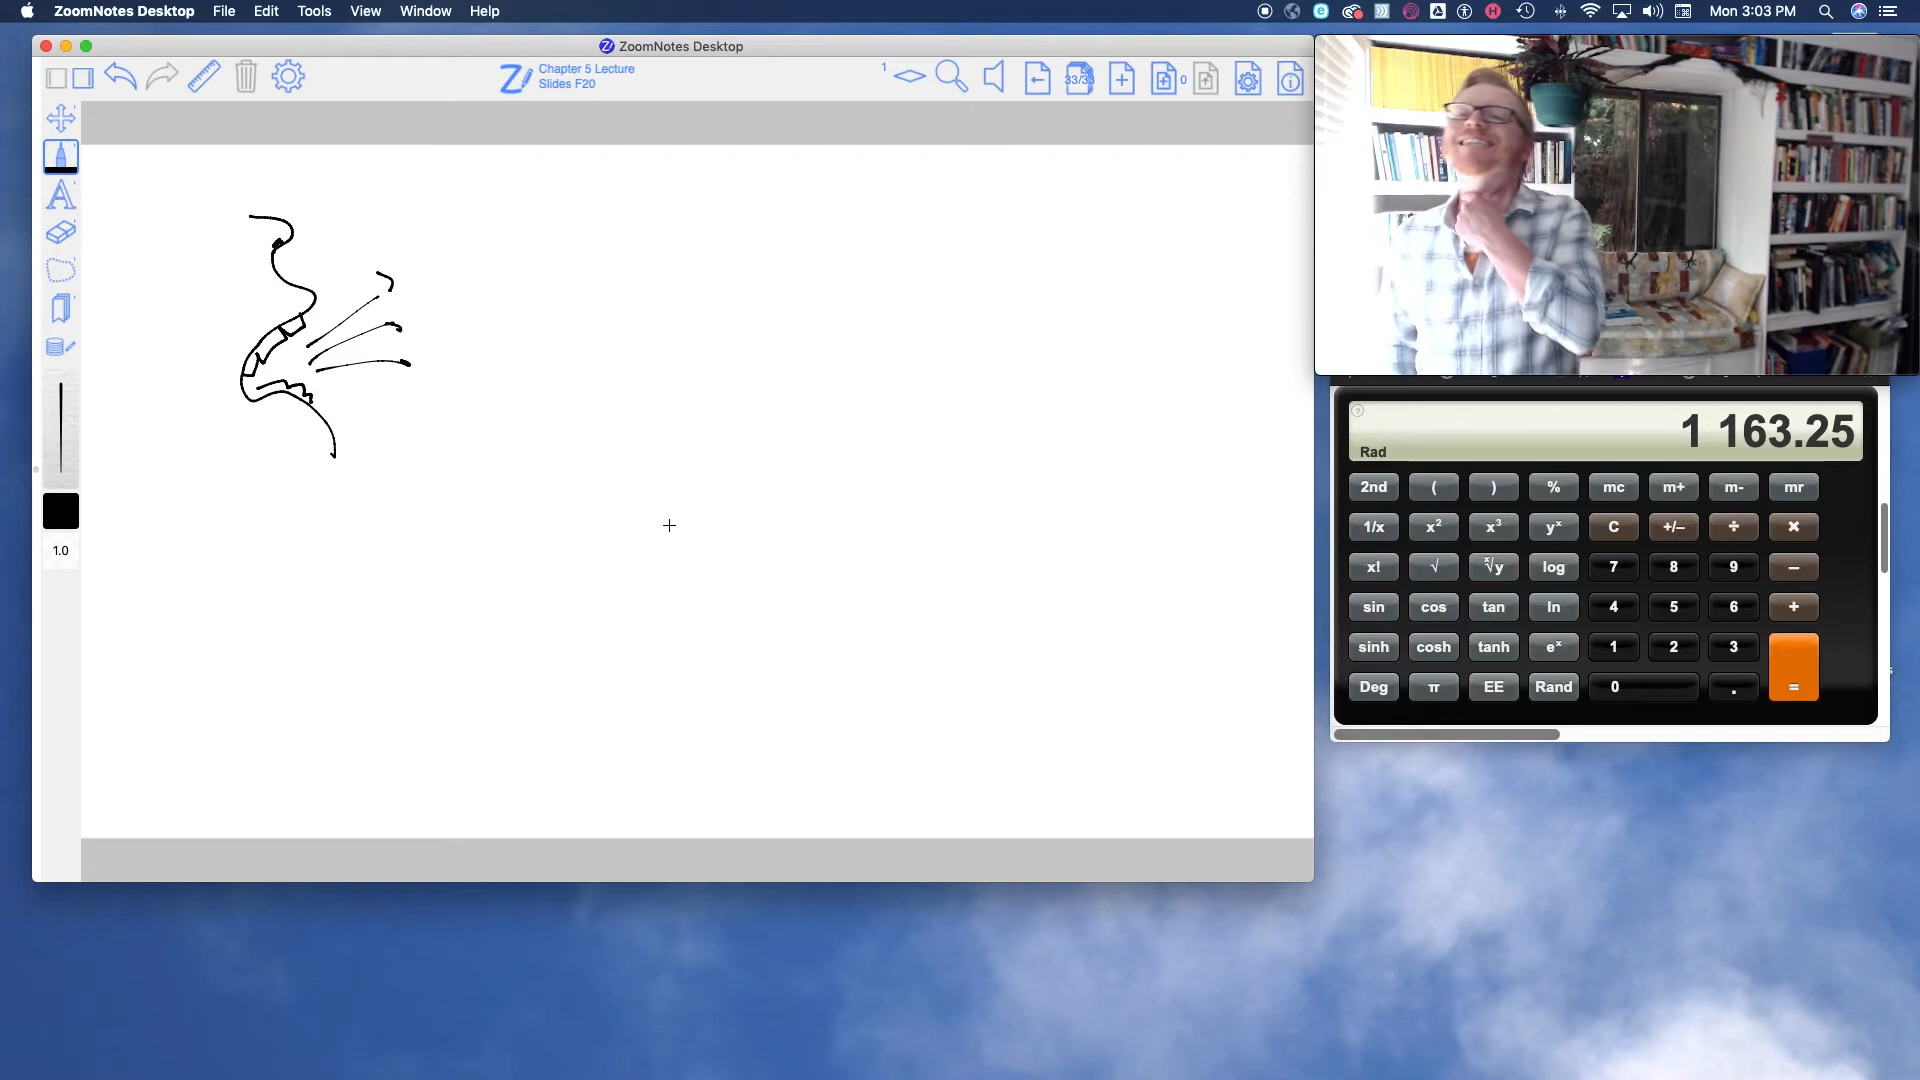 ZoomNotes Desktop File Edit Tools View Window Help Mon 3:03 PM
ZoomNotes Desktop
Chapter 5 Lecture
Slides F20
1
33/33
0
1.0
1 163.25
Rad
2nd ( ) % mc m+ m- mr
1/x x² x³ yˣ C +/– ÷ ×
x! √ ˣ√y log 7 8 9 –
sin cos tan ln 4 5 6 +
sinh cosh tanh eˣ 1 2 3
Deg π EE Rand 0 . =